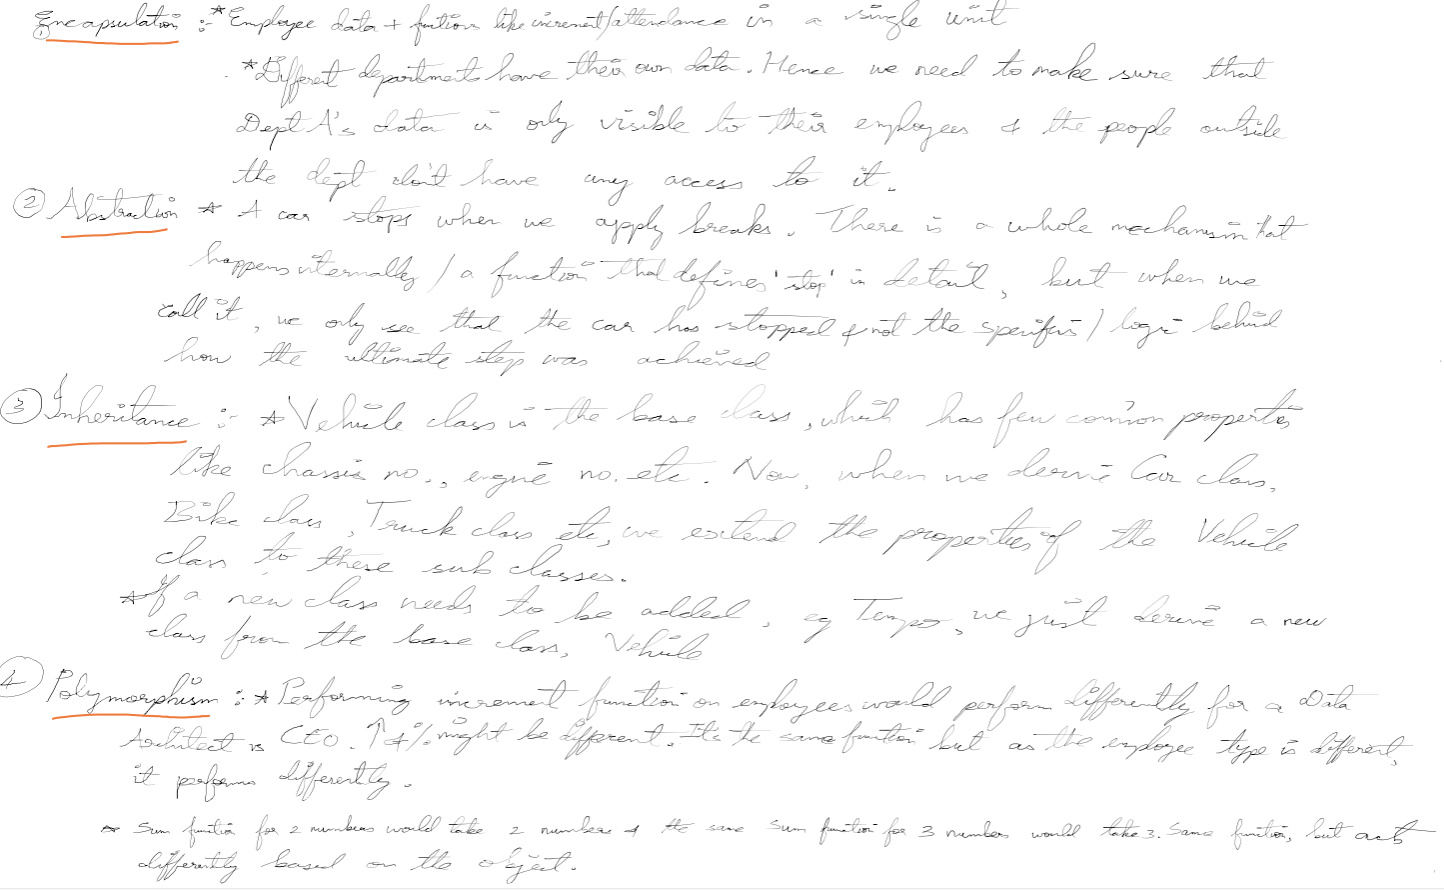 ① Encapsulation :- * Employee data + functions like increment/attendance in a single unit
* Different departments have their own data. Hence we need to make sure that
Dept A's data is only visible to their employees & the people outside
the dept don't have any access to it.
② Abstraction * A car stops when we apply breaks. There is a whole mechanism that
happens internally / a function that defines 'stop' in detail, but when we
call it, we only see that the car has stopped & not the specifics / logic behind
how the ultimate step was achieved
③ Inheritance :- * Vehicle class is the base class, which has few common properties
like chassis no., engine no. etc. Now, when we derive Car class,
Bike class, Truck class etc, we extend the properties of the Vehicle
class to these sub classes.
* If a new class needs to be added, eg Tempo, we just derive a new
class from the base class, Vehicle
④ Polymorphism :- * Performing increment function on employees would perform differently for a Data
Architect vs CEO. ↑ % might be different. It's the same function but as the employee type is different,
it performs differently.
* Sum function for 2 numbers would take 2 numbers & the same sum function for 3 numbers would take 3. Same function, but acts
differently based on the object.